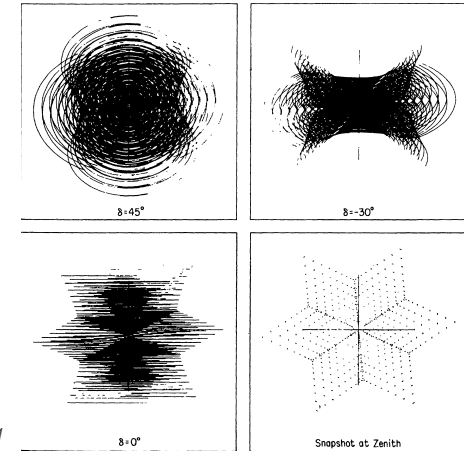 δ=45°
δ=-30°
δ=0°
Snapshot at Zenith